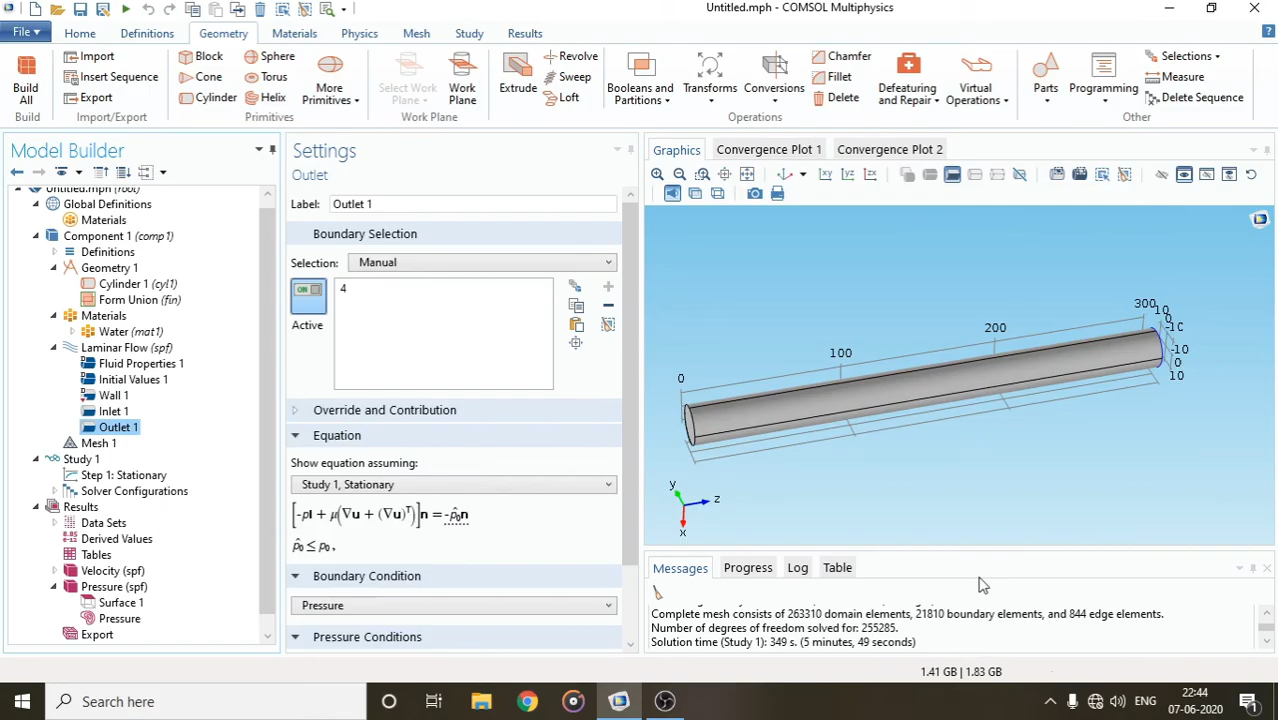 Untitled.mph - COMSOL Multiphysics
File Home Definitions Geometry Materials Physics Mesh Study Results
Build All
Build
Import
Insert Sequence
Export
Import/Export
Block
Cone
Cylinder
Sphere
Torus
Helix
More Primitives
Primitives
Select Work Plane
Work Plane
Work Plane
Extrude
Revolve
Sweep
Loft
Booleans and Partitions
Transforms
Conversions
Chamfer
Fillet
Delete
Defeaturing and Repair
Virtual Operations
Operations
Parts
Programming
Selections
Measure
Delete Sequence
Other
Model Builder
Untitled.mph (root)
Global Definitions
Materials
Component 1 (comp1)
Definitions
Geometry 1
Cylinder 1 (cyl1)
Form Union (fin)
Materials
Water (mat1)
Laminar Flow (spf)
Fluid Properties 1
Initial Values 1
Wall 1
Inlet 1
Outlet 1
Mesh 1
Study 1
Step 1: Stationary
Solver Configurations
Results
Data Sets
Derived Values
Tables
Velocity (spf)
Pressure (spf)
Surface 1
Pressure
Export
Settings
Outlet
Label: Outlet 1
Boundary Selection
Selection: Manual
ON
Active
4
Override and Contribution
Equation
Show equation assuming:
Study 1, Stationary
[-pI + μ(∇u + (∇u)ᵀ)]n = -p̂₀n
p̂₀ ≤ p₀,
Boundary Condition
Pressure
Pressure Conditions
Graphics Convergence Plot 1 Convergence Plot 2
xy yz zx
0
100
200
300
10
0
-10
-10
0
10
y
z
x
Messages Progress Log Table
Complete mesh consists of 263310 domain elements, 21810 boundary elements, and 844 edge elements.
Number of degrees of freedom solved for: 255285.
Solution time (Study 1): 349 s. (5 minutes, 49 seconds)
1.41 GB | 1.83 GB
Search here
ENG
22:44
07-06-2020
1